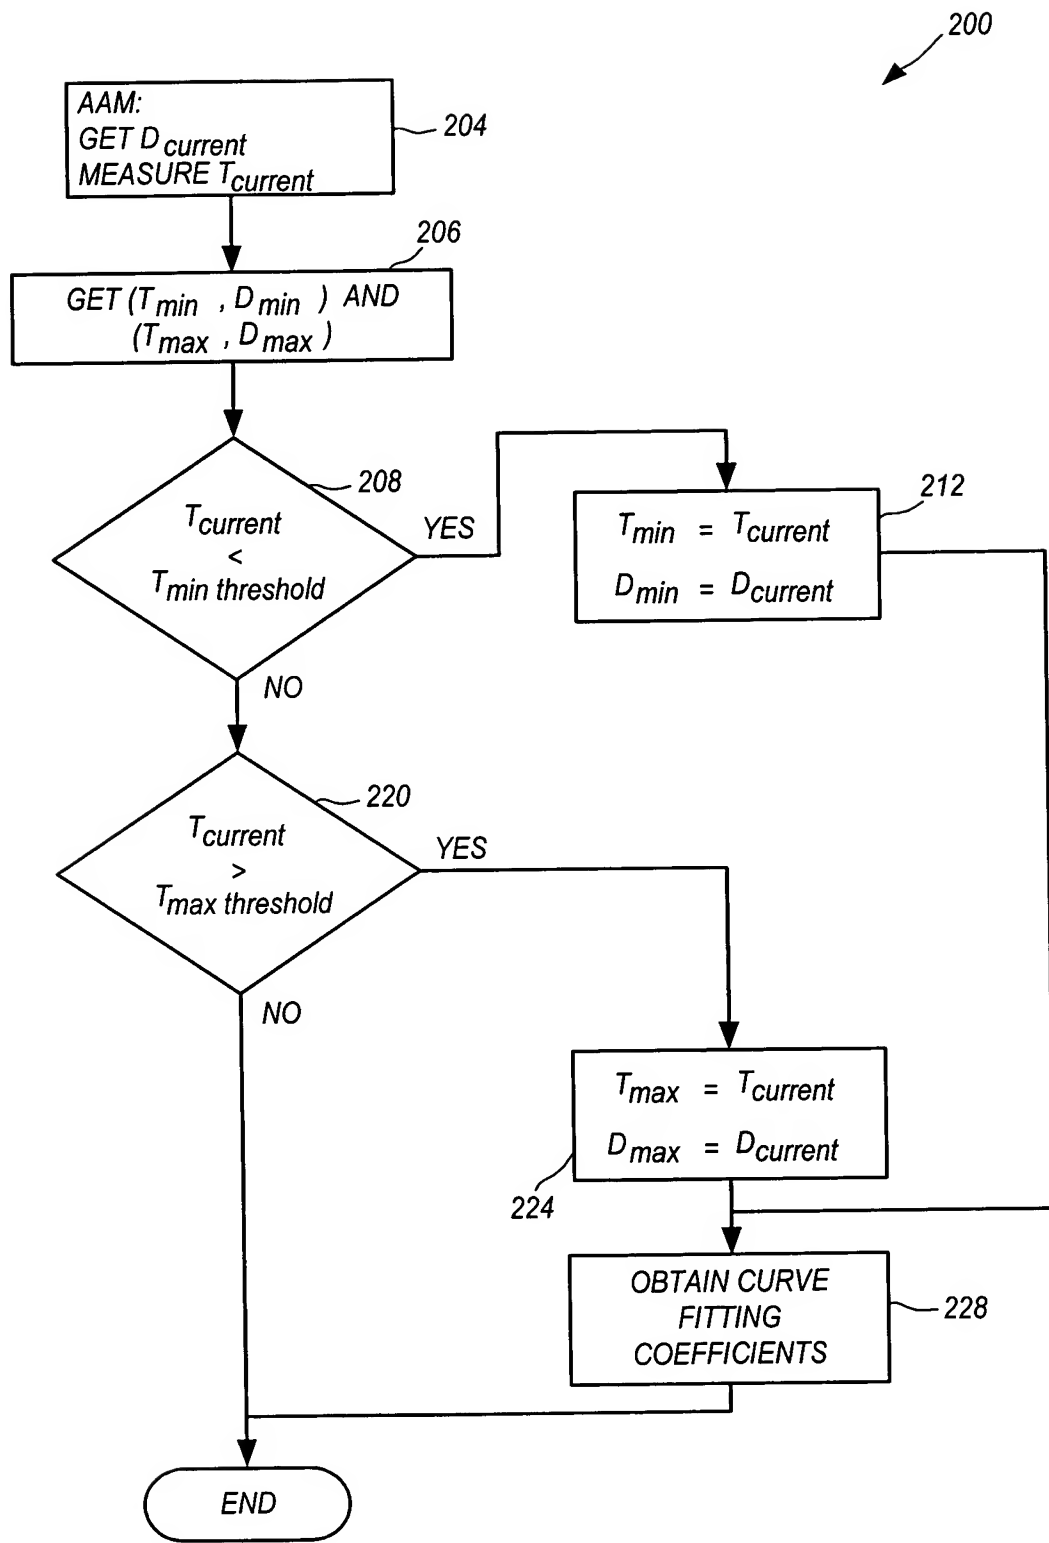 200
AAM:
GET D current
MEASURE T current
204
206
GET (T min , D min ) AND
(T max , D max )
208
T current
<
T min threshold
YES
NO
212
T min = T current
D min = D current
220
T current
>
T max threshold
YES
NO
T max = T current
D max = D current
224
OBTAIN CURVE
FITTING
COEFFICIENTS
228
END